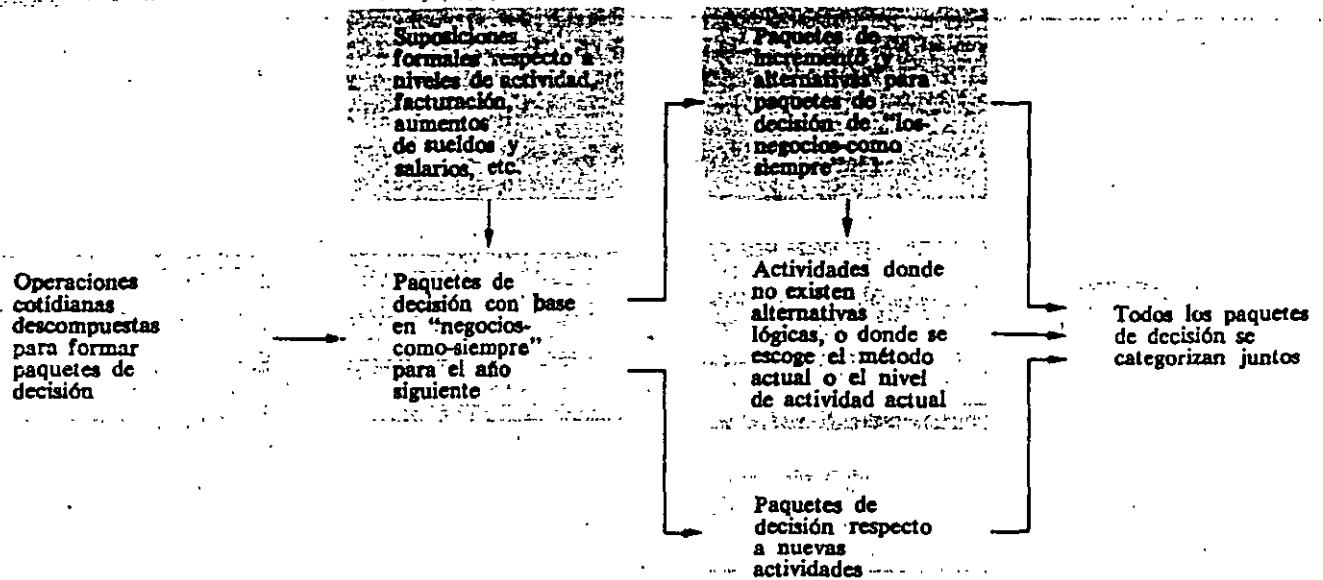 Suposiciones
formales respecto a
niveles de actividad,
facturación,
aumentos
de sueldos y
salarios, etc.
Paquetes de
incremento y
alternativas para
paquetes de
decisión de "los-
negocios-como
siempre"
Operaciones
cotidianas
descompuestas
para formar
paquetes de
decisión
Paquetes de
decisión con base
en "negocios-
como-siempre"
para el año
siguiente
Actividades donde
no existen
alternativas
lógicas, o donde se
escoge el método
actual o el nivel
de actividad actual
Todos los paquetes
de decisión se
categorizan juntos
Paquetes de
decisión respecto
a nuevas
actividades